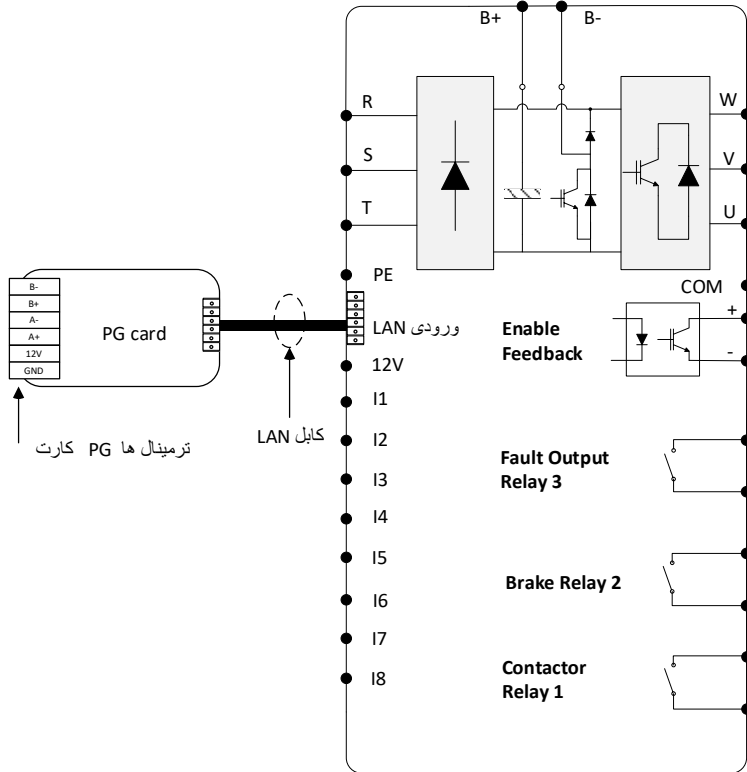 B+
B-
R
S
T
W
V
U
PE
COM
+
-
Enable
Feedback
ورودی LAN
12V
I1
I2
I3
I4
I5
I6
I7
I8
B-
B+
A-
A+
12V
GND
PG card
کابل LAN
ترمینال ها PG کارت
Fault Output
Relay 3
Brake Relay 2
Contactor
Relay 1